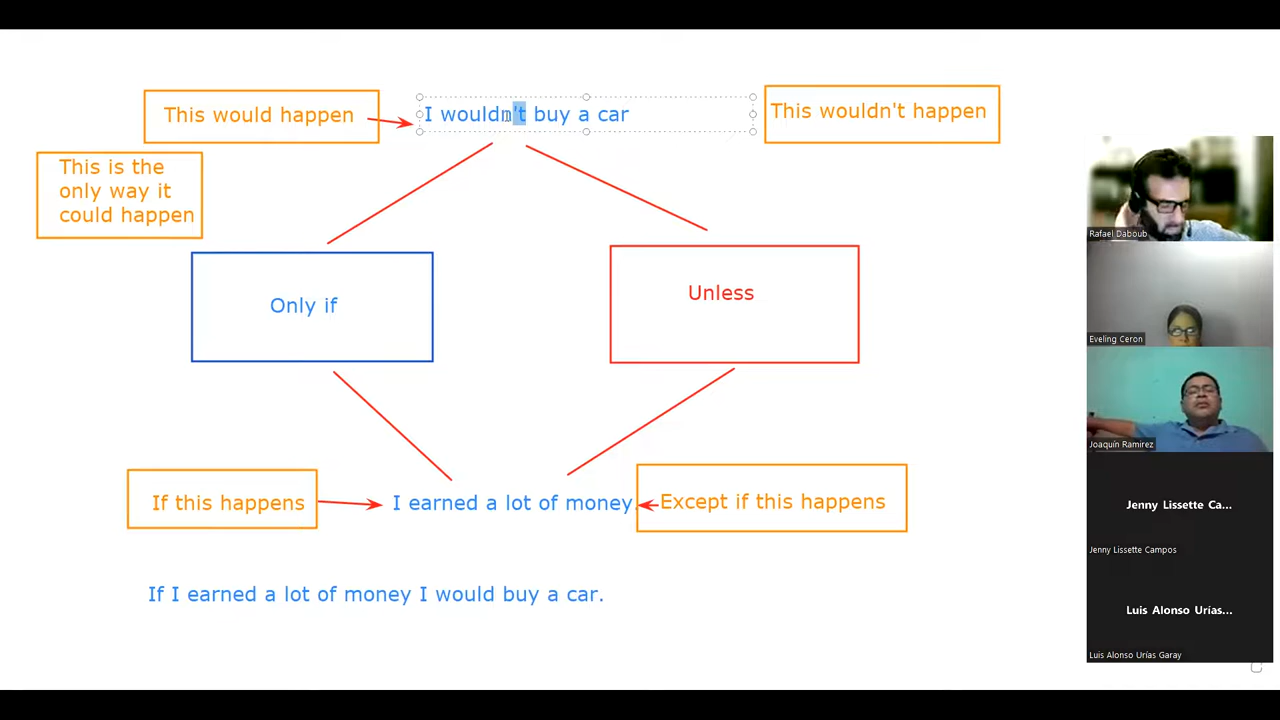 This would happen
I wouldn't buy a car
This wouldn't happen
This is the
only way it
could happen
Only if
Unless
If this happens
I earned a lot of money.
Except if this happens
If I earned a lot of money I would buy a car.
Rafael Daboub
Eveling Ceron
Joaquín Ramirez
Jenny Lissette Ca...
Jenny Lissette Campos
Luis Alonso Urías...
Luis Alonso Urías Garay